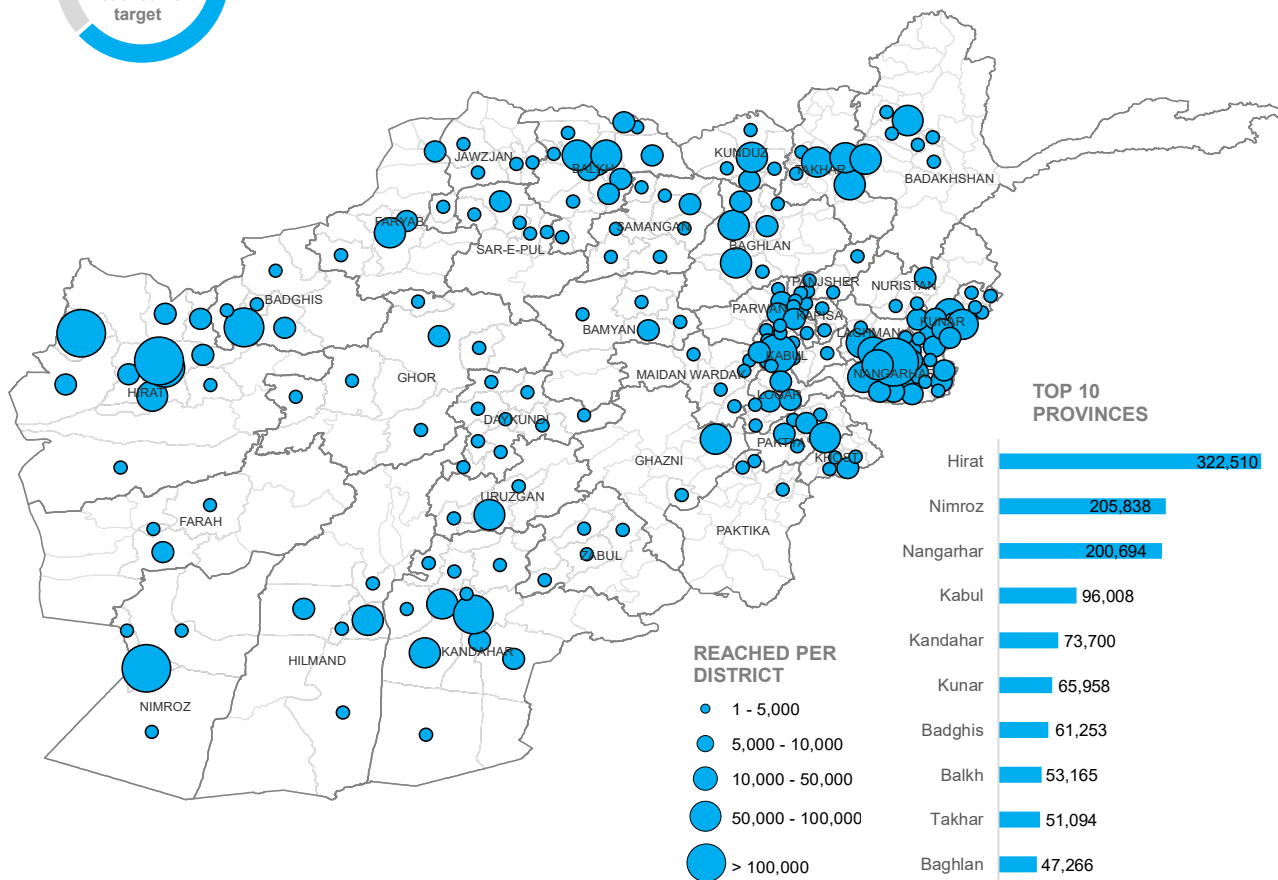 target
JAWZJAN
BALKH
KUNDUZ
TAKHAR
BADAKHSHAN
FARYAB
SAR-E-PUL
SAMANGAN
BAGHLAN
BADGHIS
PANJSHER
NURISTAN
PARWAN
KAPISA
BAMYAN
LAGHMAN
KUNAR
KABUL
MAIDAN WARDAK
NANGARHAR
HIRAT
GHOR
LOGAR
DAYKUNDI
PAKTYA
KHOST
GHAZNI
URUZGAN
FARAH
PAKTIKA
ZABUL
HILMAND
KANDAHAR
NIMROZ
REACHED PER
DISTRICT
1 - 5,000
5,000 - 10,000
10,000 - 50,000
50,000 - 100,000
> 100,000
TOP 10
PROVINCES
Hirat 322,510
Nimroz 205,838
Nangarhar 200,694
Kabul 96,008
Kandahar 73,700
Kunar 65,958
Badghis 61,253
Balkh 53,165
Takhar 51,094
Baghlan 47,266